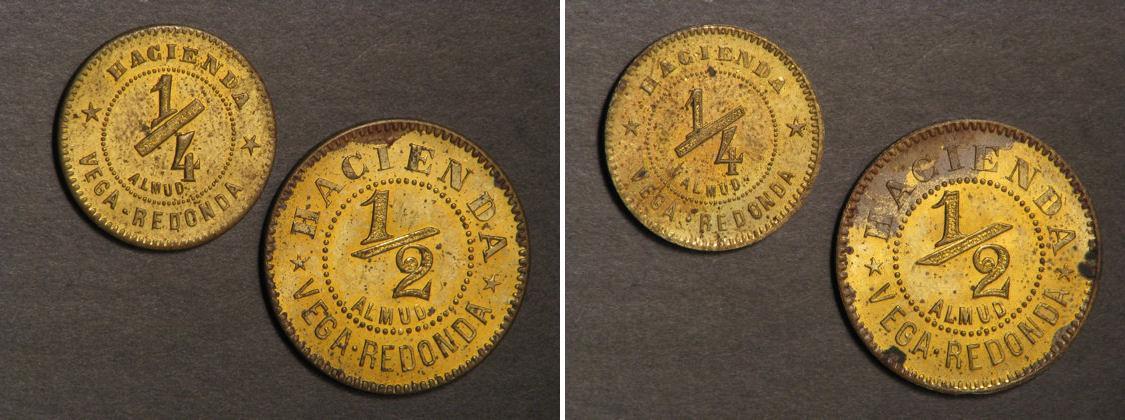 HACIENDA
1/4
ALMUD.
VEGA-REDONDA
HACIENDA
1/2
ALMUD.
VEGA·REDONDA
HACIENDA
1/4
ALMUD.
VEGA-REDONDA
HACIENDA
1/2
ALMUD.
VEGA·REDONDA